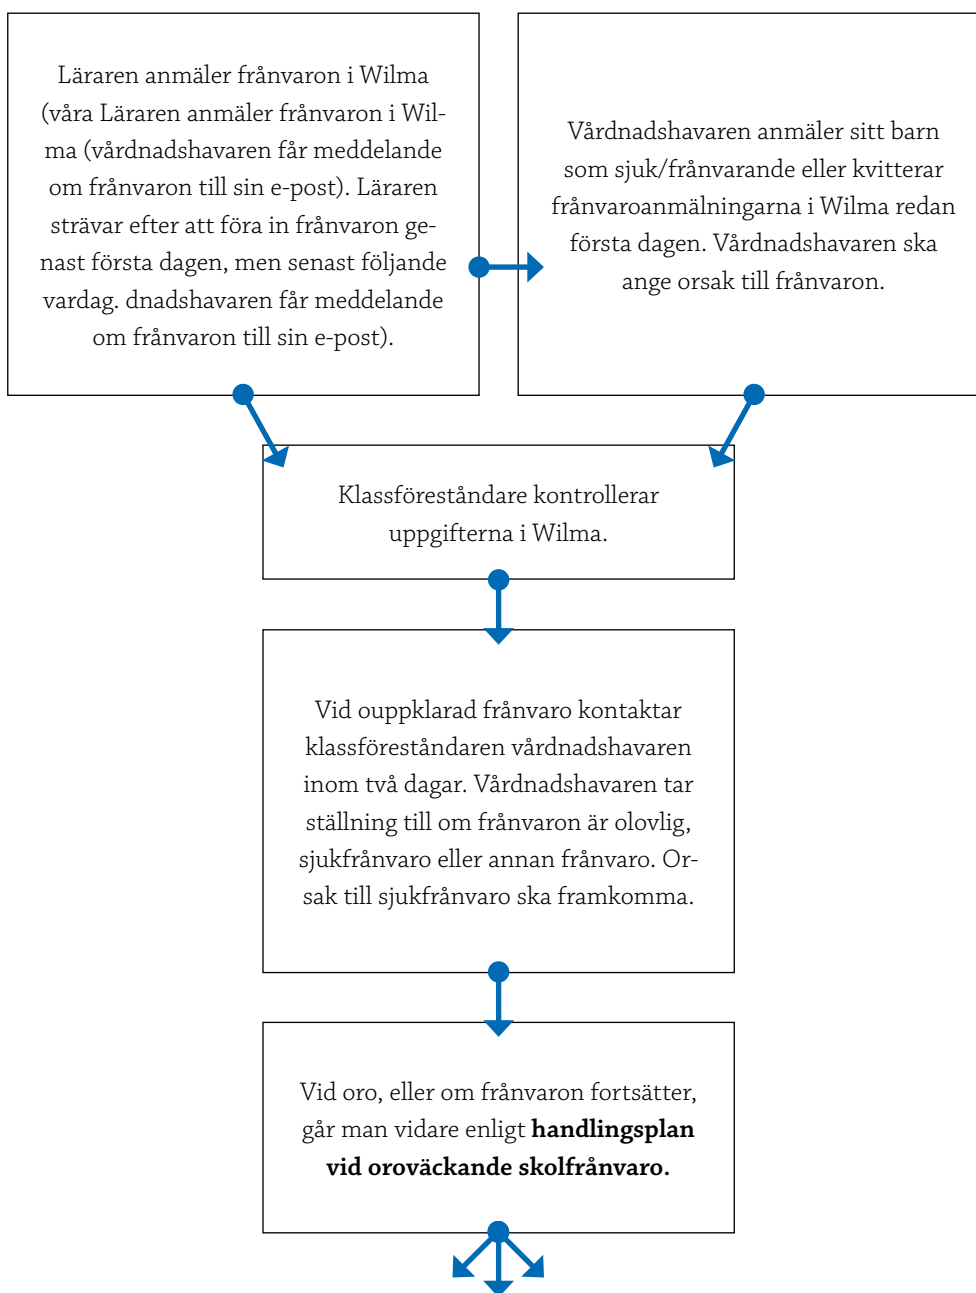 Läraren anmäler frånvaron i Wilma
(våra Läraren anmäler frånvaron i Wil-
ma (vårdnadshavaren får meddelande
om frånvaron till sin e-post). Läraren
strävar efter att föra in frånvaron ge-
nast första dagen, men senast följande
vardag. dnadshavaren får meddelande
om frånvaron till sin e-post).
Vårdnadshavaren anmäler sitt barn
som sjuk/frånvarande eller kvitterar
frånvaroanmälningarna i Wilma redan
första dagen. Vårdnadshavaren ska
ange orsak till frånvaron.
Klassföreståndare kontrollerar
uppgifterna i Wilma.
Vid ouppklarad frånvaro kontaktar
klassföreståndaren vårdnadshavaren
inom två dagar. Vårdnadshavaren tar
ställning till om frånvaron är olovlig,
sjukfrånvaro eller annan frånvaro. Or-
sak till sjukfrånvaro ska framkomma.
Vid oro, eller om frånvaron fortsätter,
går man vidare enligt handlingsplan
vid oroväckande skolfrånvaro.